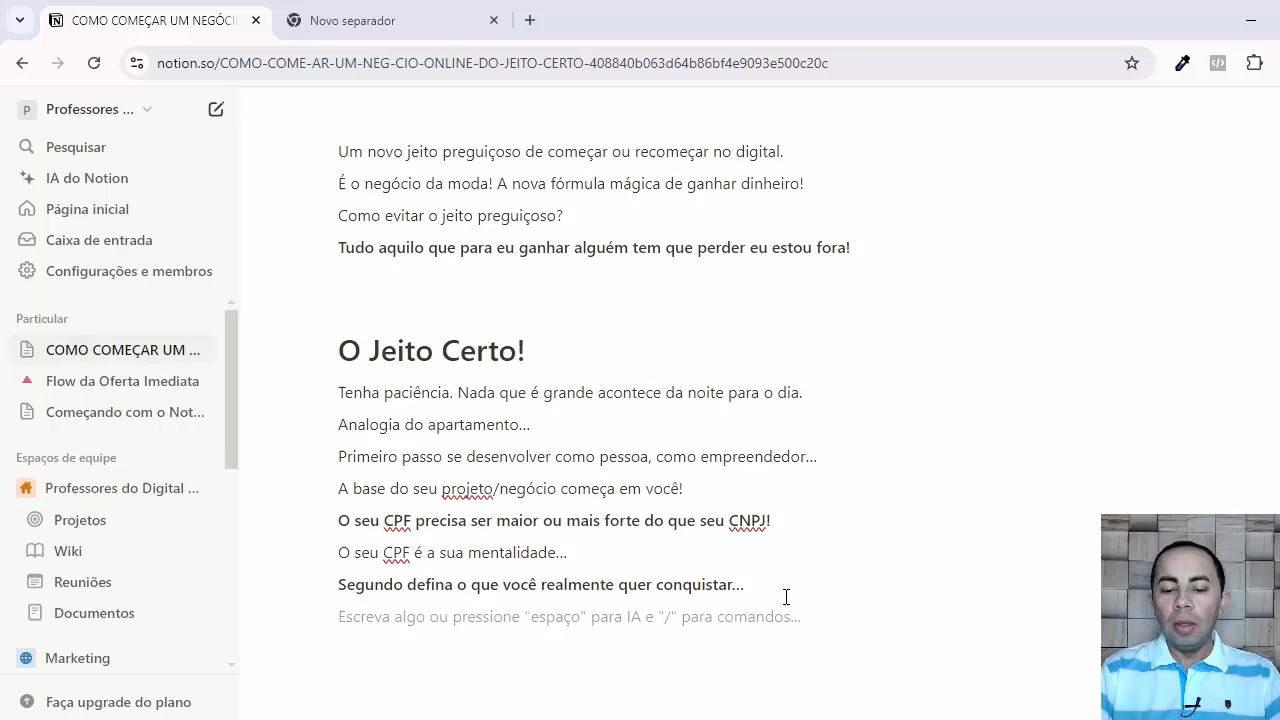 COMO COMEÇAR UM NEGÓCI
Novo separador
notion.so/COMO-COME-AR-UM-NEG-CIO-ONLINE-DO-JEITO-CERTO-408840b063d64b86bf4e9093e500c20c
P Professores ...
Pesquisar
IA do Notion
Página inicial
Caixa de entrada
Configurações e membros
Particular
COMO COMEÇAR UM ...
Flow da Oferta Imediata
Começando com o Not...
Espaços de equipe
Professores do Digital ...
Projetos
Wiki
Reuniões
Documentos
Marketing
Faça upgrade do plano
Um novo jeito preguiçoso de começar ou recomeçar no digital.
É o negócio da moda! A nova fórmula mágica de ganhar dinheiro!
Como evitar o jeito preguiçoso?
Tudo aquilo que para eu ganhar alguém tem que perder eu estou fora!
O Jeito Certo!
Tenha paciência. Nada que é grande acontece da noite para o dia.
Analogia do apartamento...
Primeiro passo se desenvolver como pessoa, como empreendedor...
A base do seu projeto/negócio começa em você!
O seu CPF precisa ser maior ou mais forte do que seu CNPJ!
O seu CPF é a sua mentalidade...
Segundo defina o que você realmente quer conquistar...
Escreva algo ou pressione "espaço" para IA e "/" para comandos...